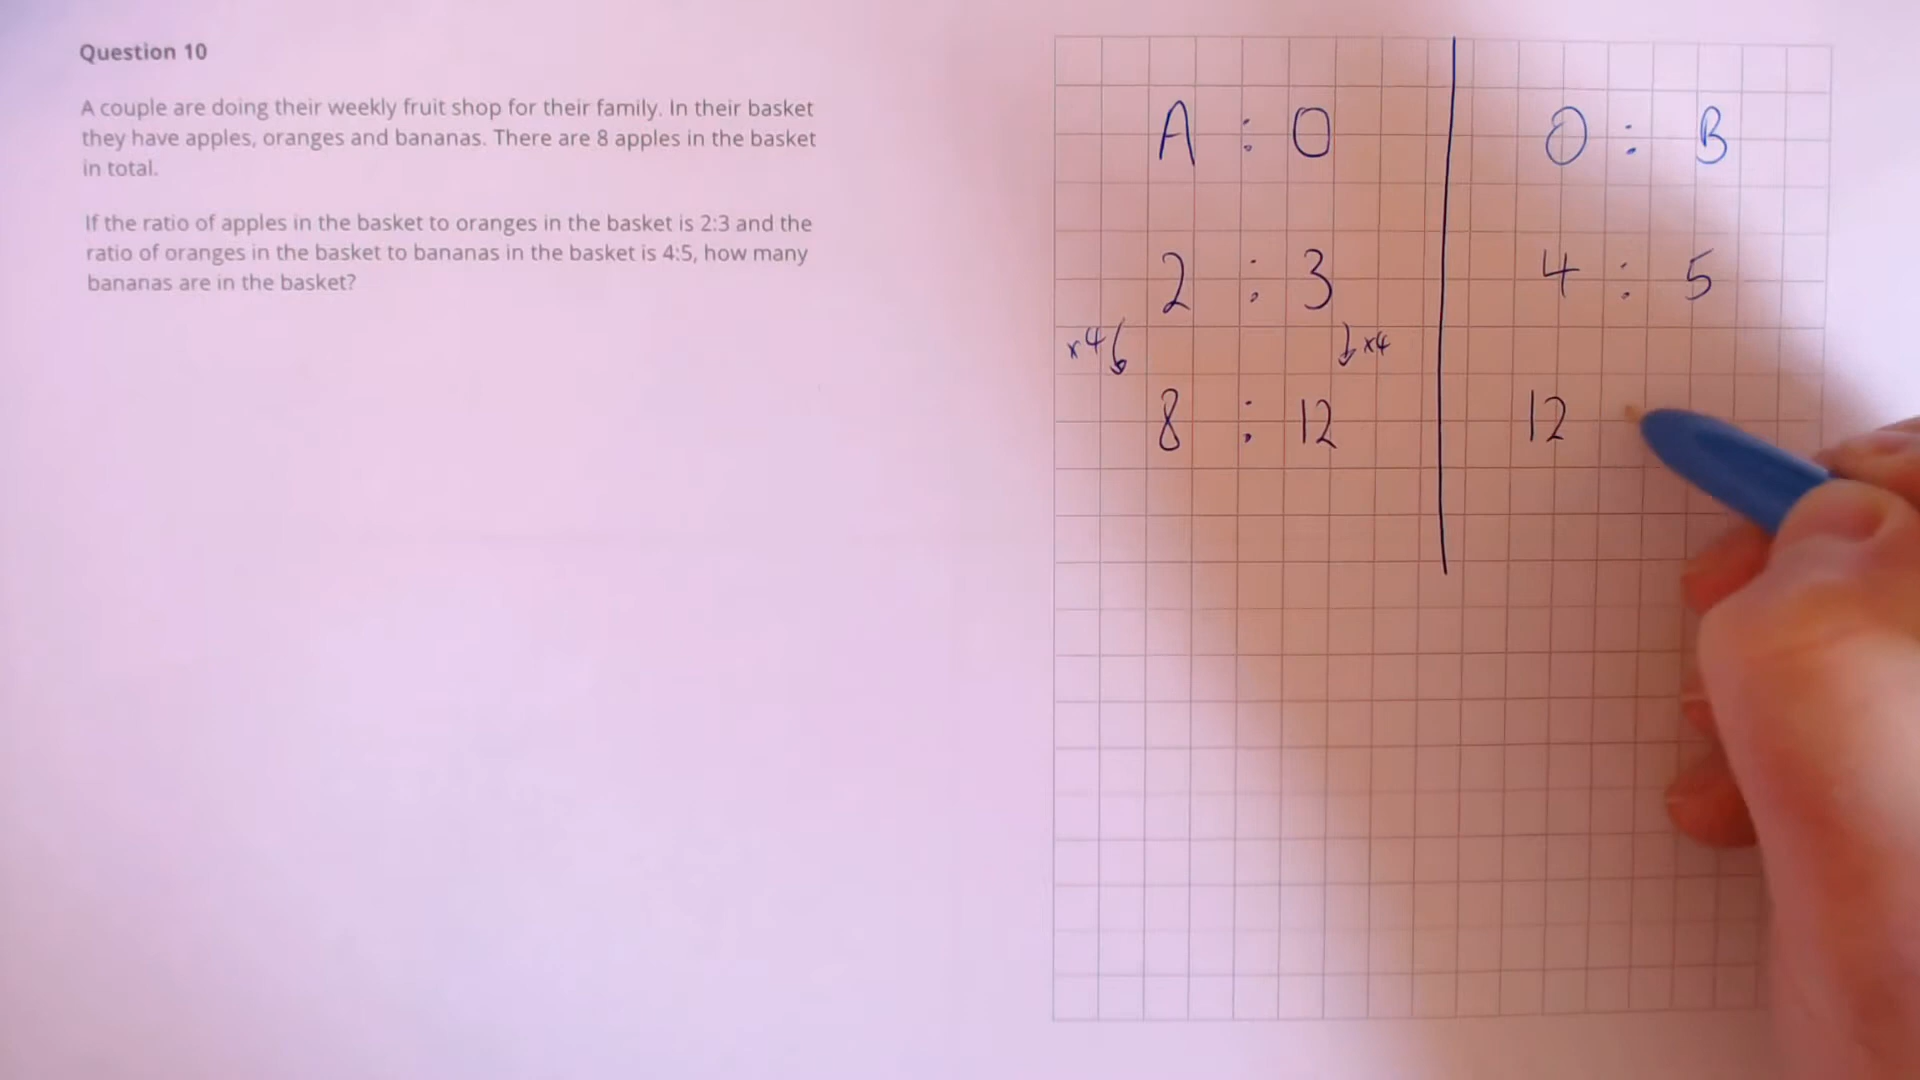 Question 10
A couple are doing their weekly fruit shop for their family. In their basket
they have apples, oranges and bananas. There are 8 apples in the basket
in total.
If the ratio of apples in the basket to oranges in the basket is 2:3 and the
ratio of oranges in the basket to bananas in the basket is 4:5, how many
bananas are in the basket?
A : O
2 : 3
x4 x4
8 : 12
O : B
4 : 5
12